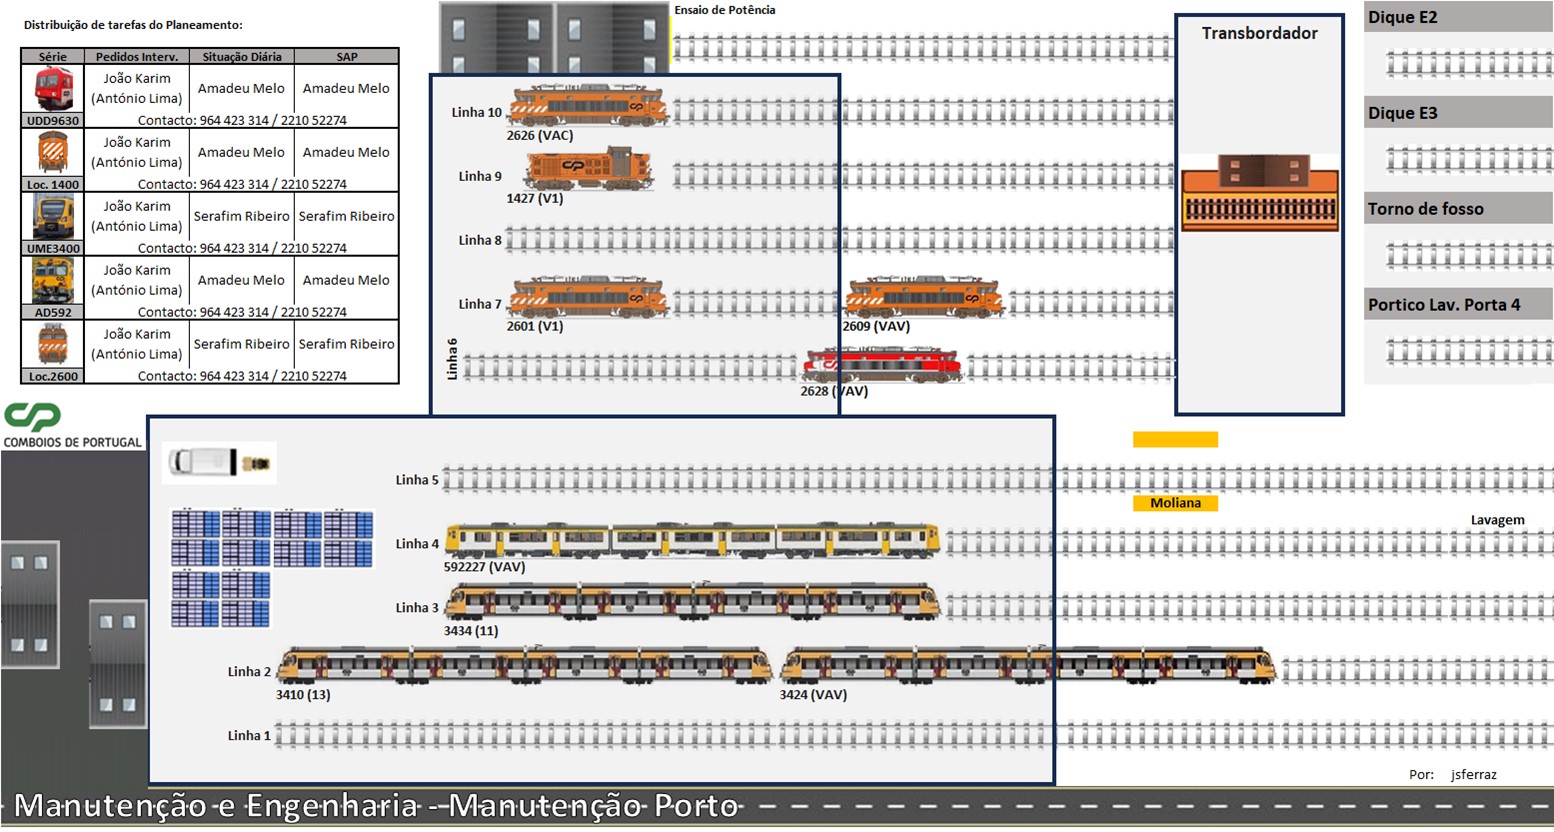 Distribuição de tarefas do Planeamento:
Série Pedidos Interv. Situação Diária SAP
João Karim
(António Lima) Amadeu Melo Amadeu Melo
UDD9630 Contacto: 964 423 314 / 2210 52274
João Karim
(António Lima) Amadeu Melo Amadeu Melo
Loc. 1400 Contacto: 964 423 314 / 2210 52274
João Karim
(António Lima) Serafim Ribeiro Serafim Ribeiro
UME3400 Contacto: 964 423 314 / 2210 52274
João Karim
(António Lima) Amadeu Melo Amadeu Melo
AD592 Contacto: 964 423 314 / 2210 52274
João Karim
(António Lima) Serafim Ribeiro Serafim Ribeiro
Loc.2600 Contacto: 964 423 314 / 2210 52274
CP
COMBOIOS DE PORTUGAL
Ensaio de Potência
Linha 10
2626 (VAC)
Linha 9
1427 (V1)
Linha 8
Linha 7
2601 (V1)
2609 (VAV)
Linha 6
2628 (VAV)
Transbordador
Dique E2
Dique E3
Torno de fosso
Portico Lav. Porta 4
Linha 5
Moliana
Lavagem
Linha 4
592227 (VAV)
Linha 3
3434 (11)
Linha 2
3410 (13)
3424 (VAV)
Linha 1
Por: jsferraz
Manutenção e Engenharia - Manutenção Porto